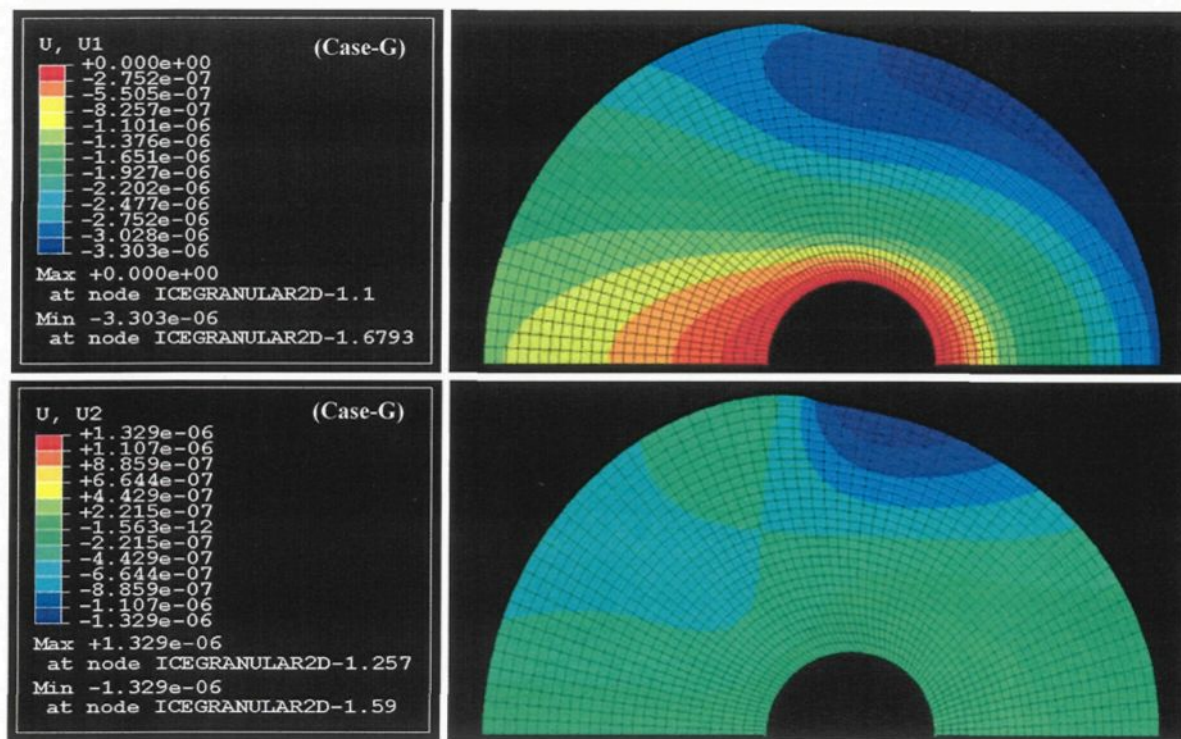 U, U1 (Case-G)
+0.000e+00
-2.752e-07
-5.505e-07
-8.257e-07
-1.101e-06
-1.376e-06
-1.651e-06
-1.927e-06
-2.202e-06
-2.477e-06
-2.752e-06
-3.028e-06
-3.303e-06
Max +0.000e+00
at node ICEGRANULAR2D-1.1
Min -3.303e-06
at node ICEGRANULAR2D-1.6793
U, U2 (Case-G)
+1.329e-06
+1.107e-06
+8.859e-07
+6.644e-07
+4.429e-07
+2.215e-07
-1.563e-12
-2.215e-07
-4.429e-07
-6.644e-07
-8.859e-07
-1.107e-06
-1.329e-06
Max +1.329e-06
at node ICEGRANULAR2D-1.257
Min -1.329e-06
at node ICEGRANULAR2D-1.59